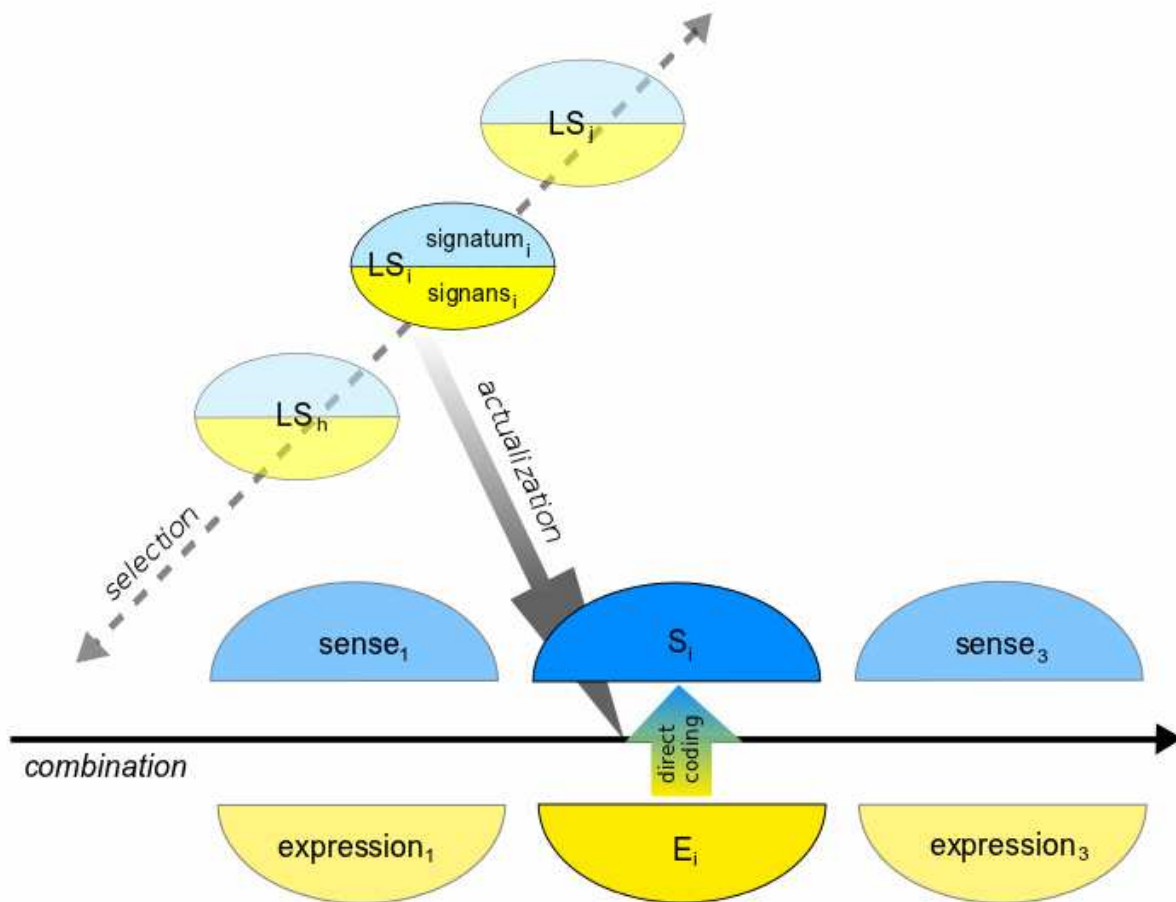 LSⱼ
signatumᵢ
LSᵢ
signansᵢ
LSₕ
actualization
selection
sense₁
Sᵢ
sense₃
direct
coding
combination
expression₁
Eᵢ
expression₃